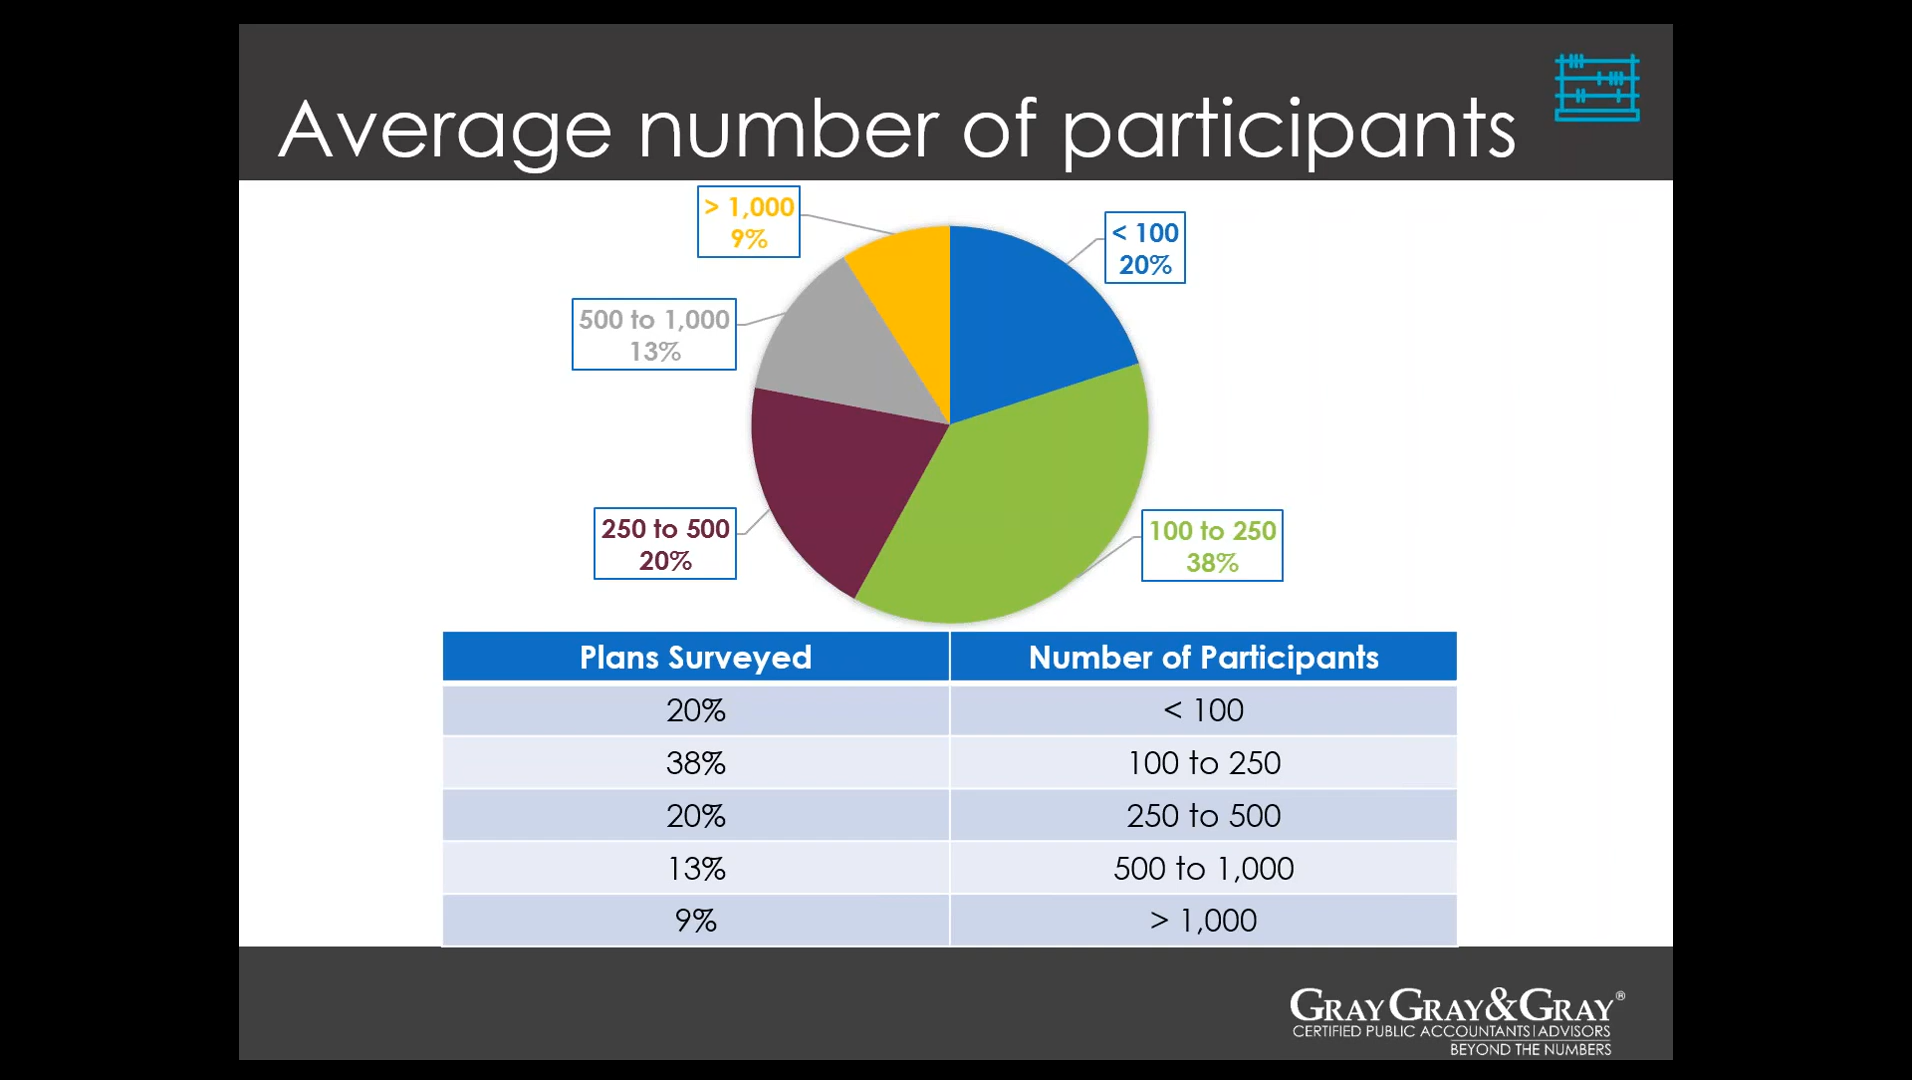 Average number of participants
> 1,000
9%
< 100
20%
500 to 1,000
13%
250 to 500
20%
100 to 250
38%
Plans Surveyed Number of Participants
20% < 100
38% 100 to 250
20% 250 to 500
13% 500 to 1,000
9% > 1,000
GRAY GRAY & GRAY®
CERTIFIED PUBLIC ACCOUNTANTS|ADVISORS
BEYOND THE NUMBERS